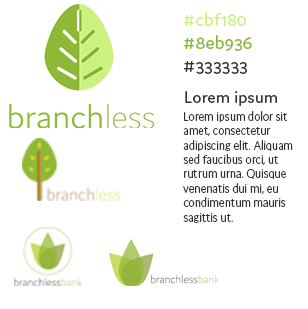 branchless
branchless
branchlessbank
branchlessbank
#cbf180
#8eb936
#333333
Lorem ipsum
Lorem ipsum dolor sit
amet, consectetur
adipiscing elit. Aliquam
sed faucibus orci, ut
rutrum urna. Quisque
venenatis dui mi, eu
condimentum mauris
sagittis ut.